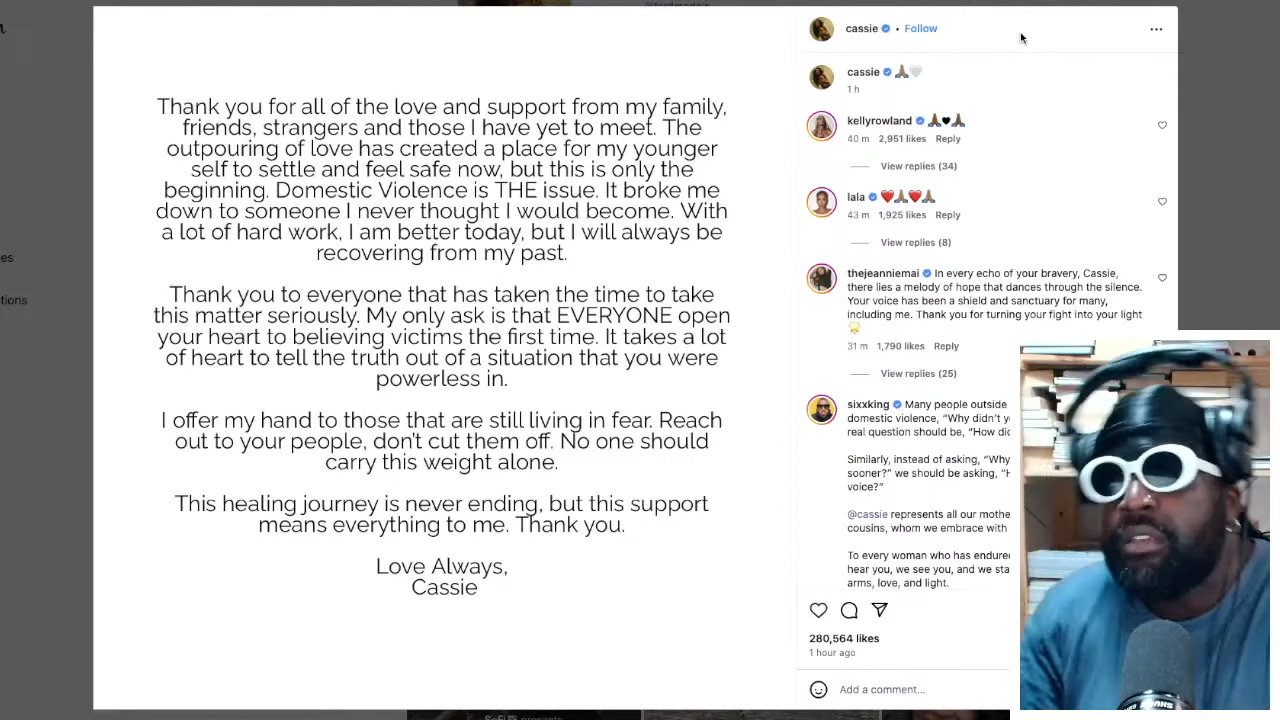 Thank you for all of the love and support from my family,
friends, strangers and those I have yet to meet. The
outpouring of love has created a place for my younger
self to settle and feel safe now, but this is only the
beginning. Domestic Violence is THE issue. It broke me
down to someone I never thought I would become. With
a lot of hard work, I am better today, but I will always be
recovering from my past.
Thank you to everyone that has taken the time to take
this matter seriously. My only ask is that EVERYONE open
your heart to believing victims the first time. It takes a lot
of heart to tell the truth out of a situation that you were
powerless in.
I offer my hand to those that are still living in fear. Reach
out to your people, don't cut them off. No one should
carry this weight alone.
This healing journey is never ending, but this support
means everything to me. Thank you.
Love Always,
Cassie
cassie • Follow
cassie 🙏🏽🤍
1 h
kellyrowland 🙏🏾🖤🙏🏾
40 m 2,951 likes Reply
View replies (34)
lala ❤️🙏🏽❤️🙏🏽
43 m 1,925 likes Reply
View replies (8)
thejeanniemai In every echo of your bravery, Cassie,
there lies a melody of hope that dances through the silence.
Your voice has been a shield and sanctuary for many,
including me. Thank you for turning your fight into your light
🌟
31 m 1,790 likes Reply
View replies (25)
sixxking Many people outside
domestic violence, "Why didn't y
real question should be, "How did
Similarly, instead of asking, "Why
sooner?" we should be asking, "H
voice?"
@cassie represents all our mothe
cousins, whom we embrace with
To every woman who has endured
hear you, we see you, and we sta
arms, love, and light.
280,564 likes
1 hour ago
Add a comment...
es
tions
SoFi presents